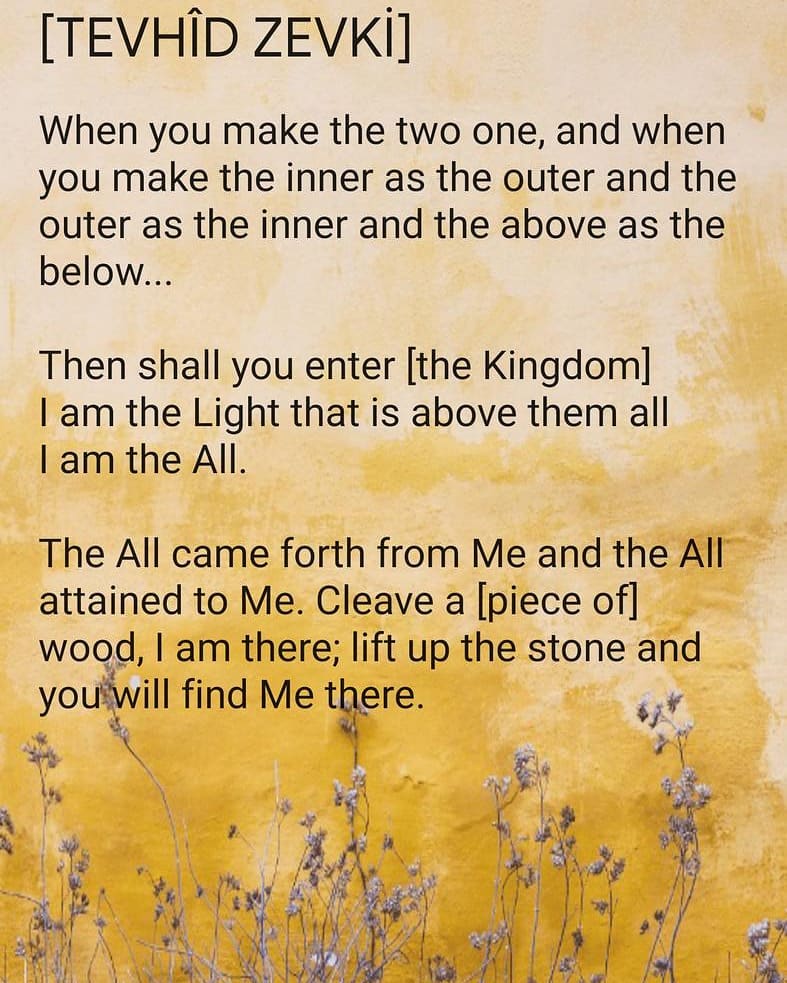 [TEVHÎD ZEVKİ]
When you make the two one, and when
you make the inner as the outer and the
outer as the inner and the above as the
below...
Then shall you enter [the Kingdom]
I am the Light that is above them all
I am the All.
The All came forth from Me and the All
attained to Me. Cleave a [piece of]
wood, I am there; lift up the stone and
you will find Me there.